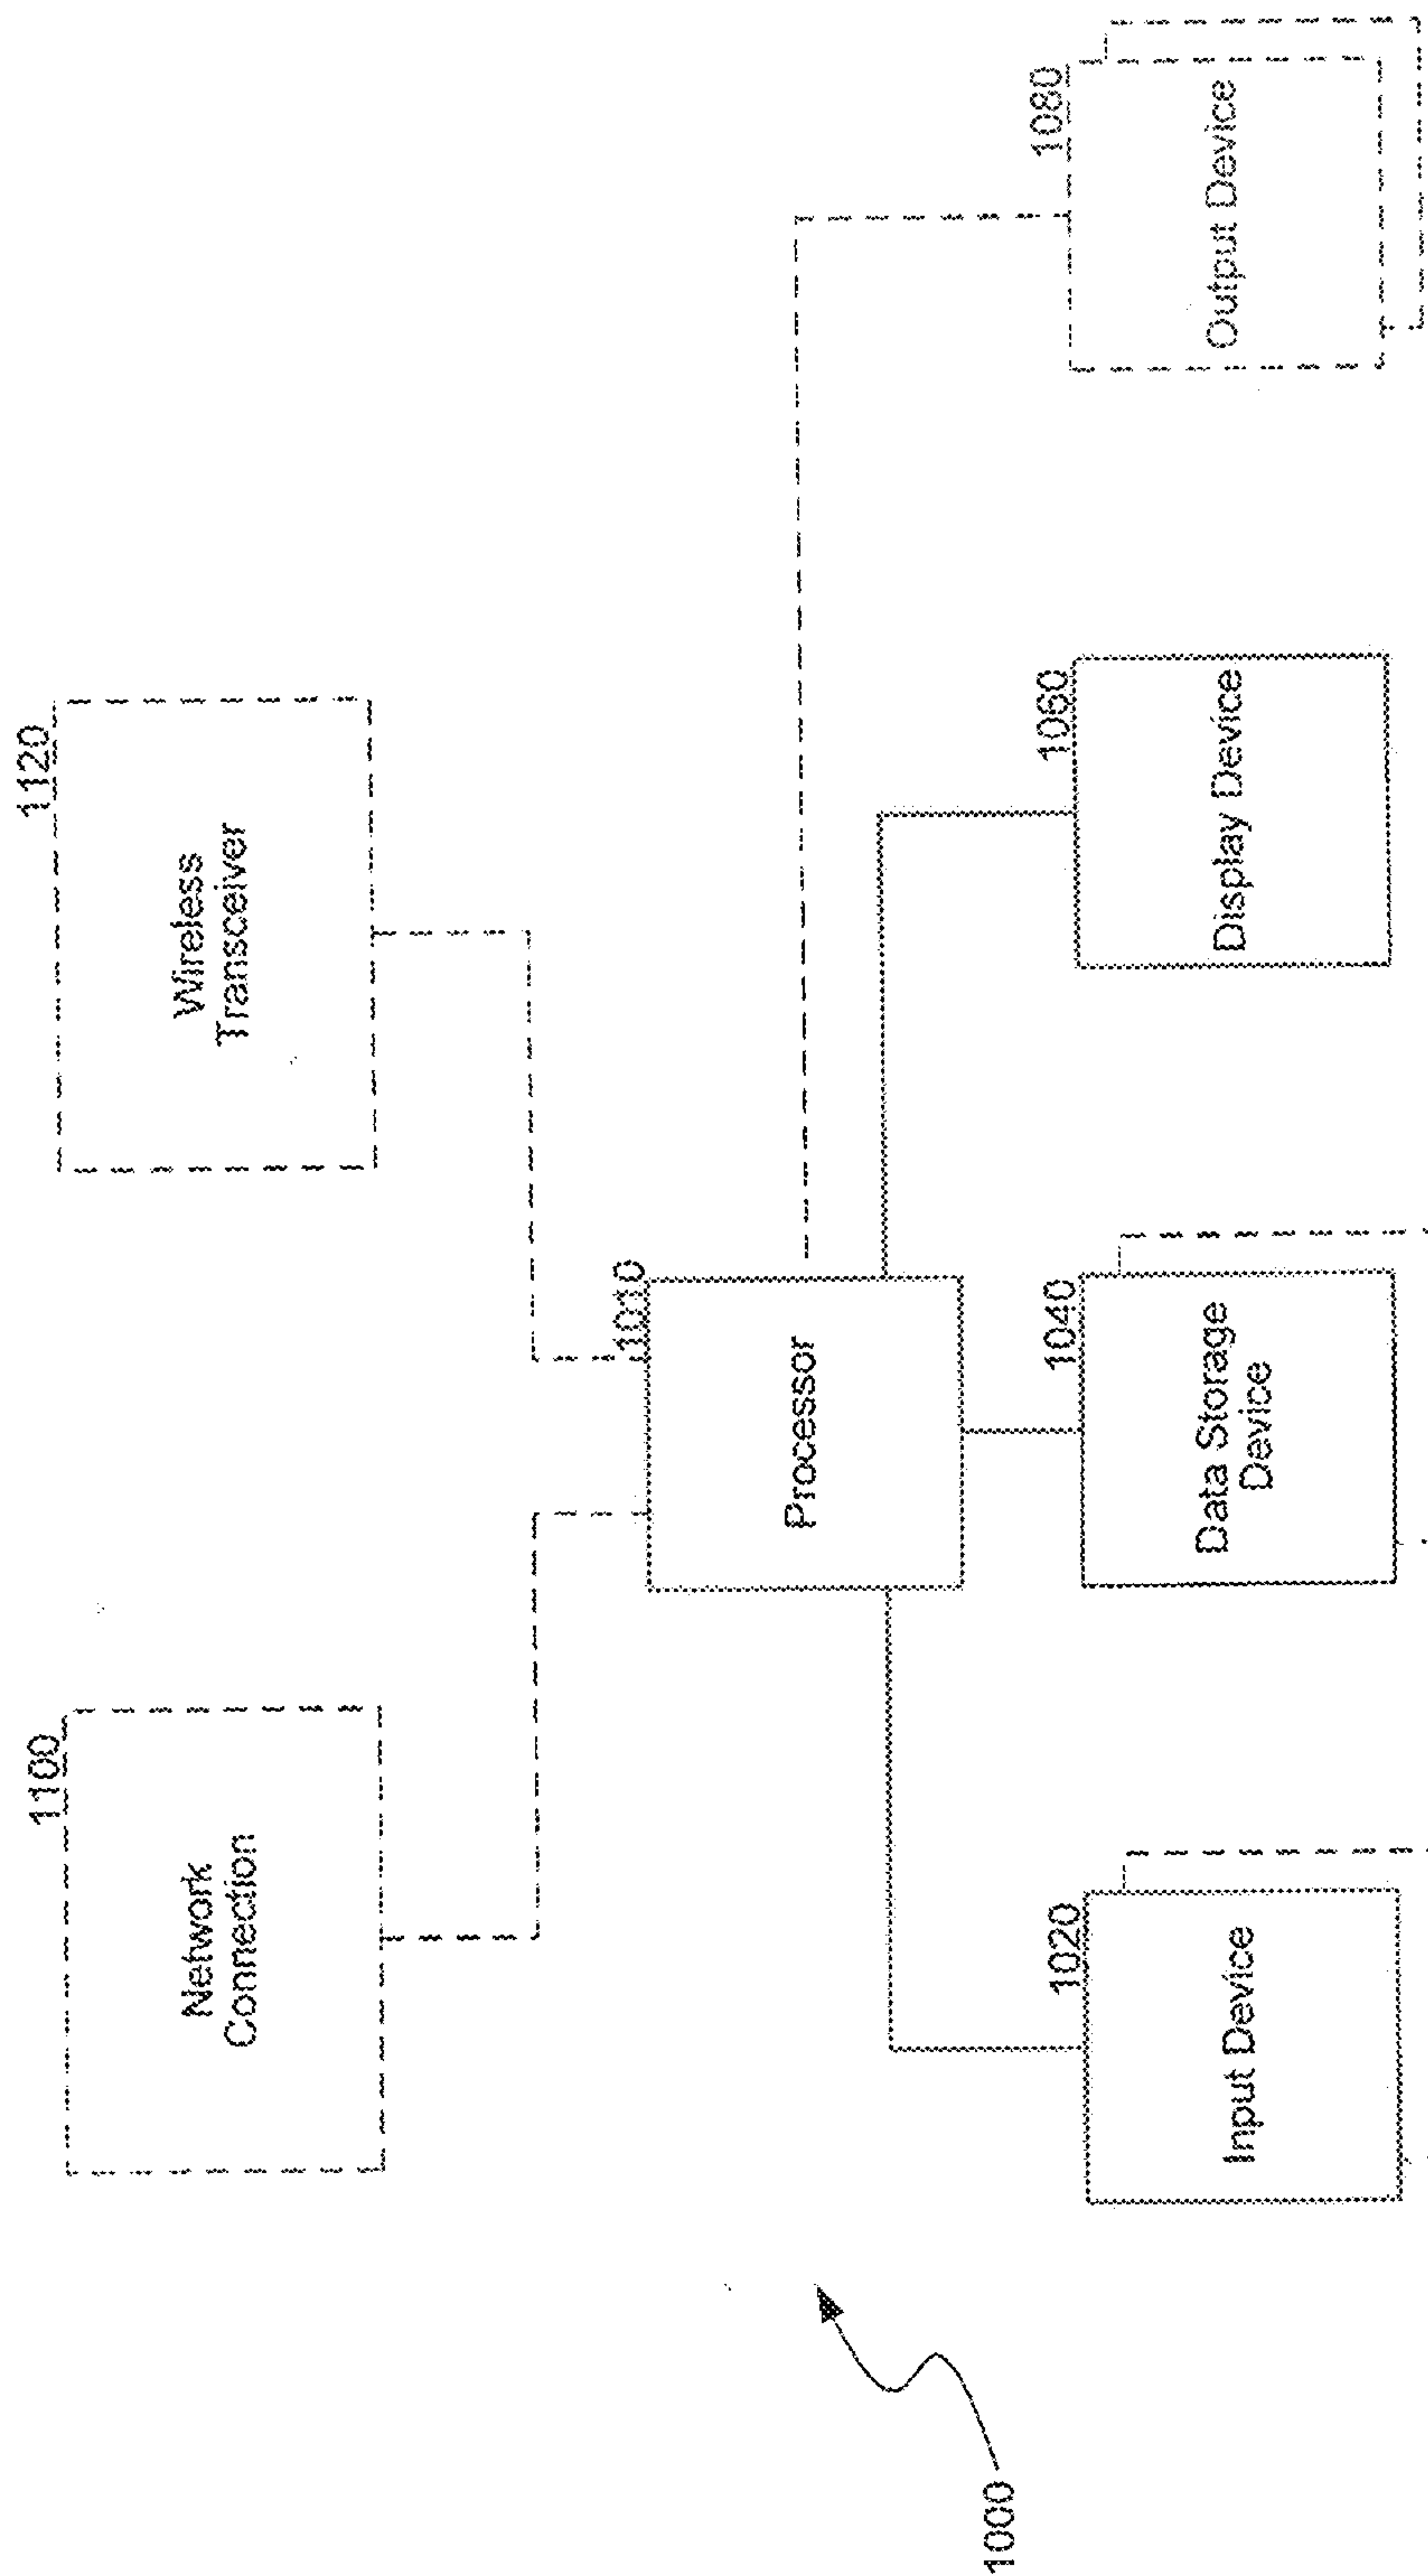 1100
Network
Connection
1120
Wireless
Transceiver
1010
Processor
1020
Input Device
1040
Data Storage
Device
1060
Display Device
1080
Output Device
1000